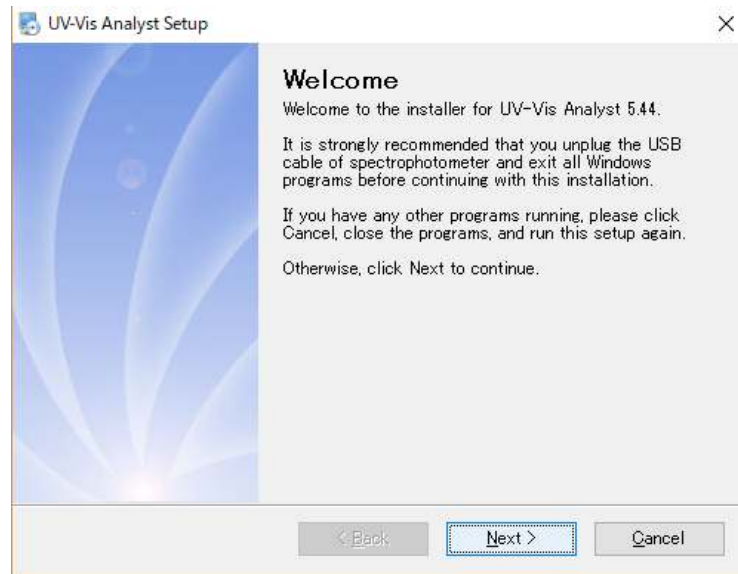 UV-Vis Analyst Setup
Welcome
Welcome to the installer for UV-Vis Analyst 5.44.
It is strongly recommended that you unplug the USB
cable of spectrophotometer and exit all Windows
programs before continuing with this installation.
If you have any other programs running, please click
Cancel, close the programs, and run this setup again.
Otherwise, click Next to continue.
< Back
Next >
Cancel